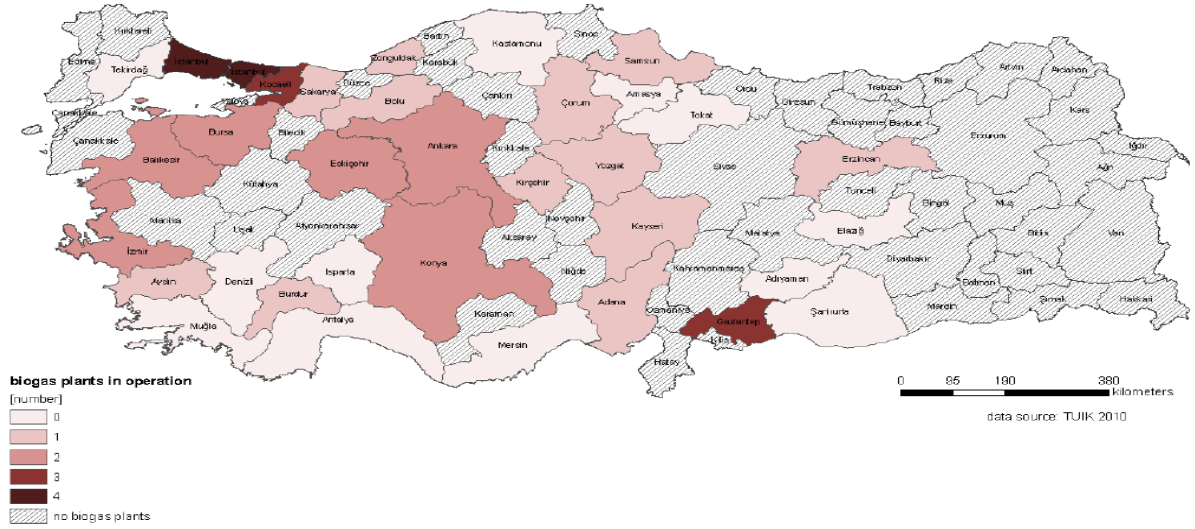 Kırklareli
Edirne
Tekirdağ
İstanbul
İstanbul
Kocaeli
Yalova
Sakarya
Düzce
Zonguldak
Bartın
Karabük
Kastamonu
Sinop
Samsun
Bolu
Çankırı
Çorum
Amasya
Tokat
Ordu
Giresun
Trabzon
Rize
Artvin
Ardahan
Gümüşhane
Bayburt
Kars
Erzurum
Iğdır
Ağrı
Çanakkale
Çanakkale
Balıkesir
Bursa
Bilecik
Eskişehir
Ankara
Kırıkkale
Yozgat
Sivas
Erzincan
Kütahya
Kırşehir
Tunceli
Bingöl
Muş
Manisa
Uşak
Afyonkarahisar
Nevşehir
Aksaray
Kayseri
Malatya
Elazığ
Bitlis
Van
İzmir
Konya
Niğde
Kahramanmaraş
Diyarbakır
Siirt
Batman
Aydın
Denizli
Isparta
Burdur
Adana
Adıyaman
Osmaniye
Mardin
Şırnak
Hakkari
Muğla
Antalya
Karaman
Mersin
Gaziantep
Şanlıurfa
Kilis
Hatay
biogas plants in operation
[number]
0
1
2
3
4
no biogas plants
0 95 190 380
kilometers
data source: TUIK 2010